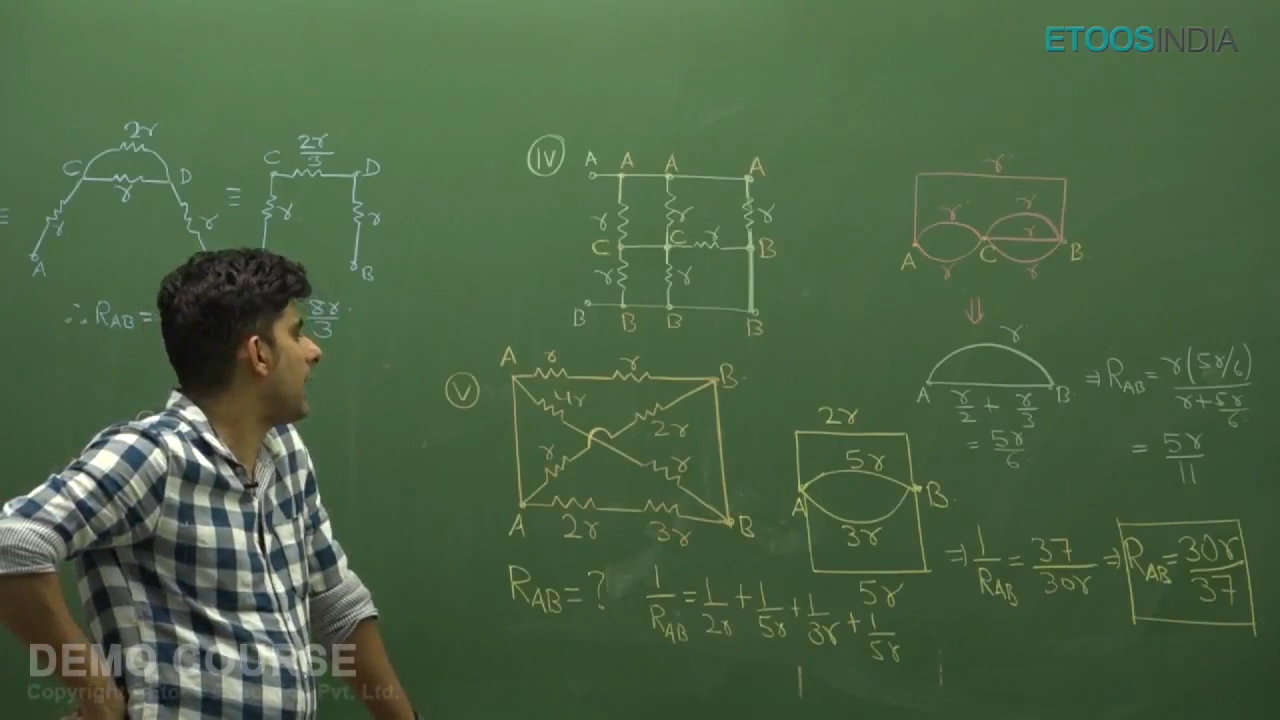 ETOOSINDIA
2r
C r D
r r
A
≡
2r/3
C D
r r
B
∴ R_AB =
8r/3
(IV) A A A A
r r r
C C r B
r r
B B B B
r
r r
r
A C B
r r
⇓
r
A r/2 + r/3 B
= 5r/6
⇒ R_AB = r(5r/6) / r + 5r/6
= 5r/11
(V) A r r B
4r 2r
r r
A 2r 3r B
2r
5r
A B
3r
5r
R_AB = ?
1/R_AB = 1/2r + 1/5r + 1/3r + 1/5r
⇒ 1/R_AB = 37/30r ⇒ R_AB = 30r/37
DEMO COURSE